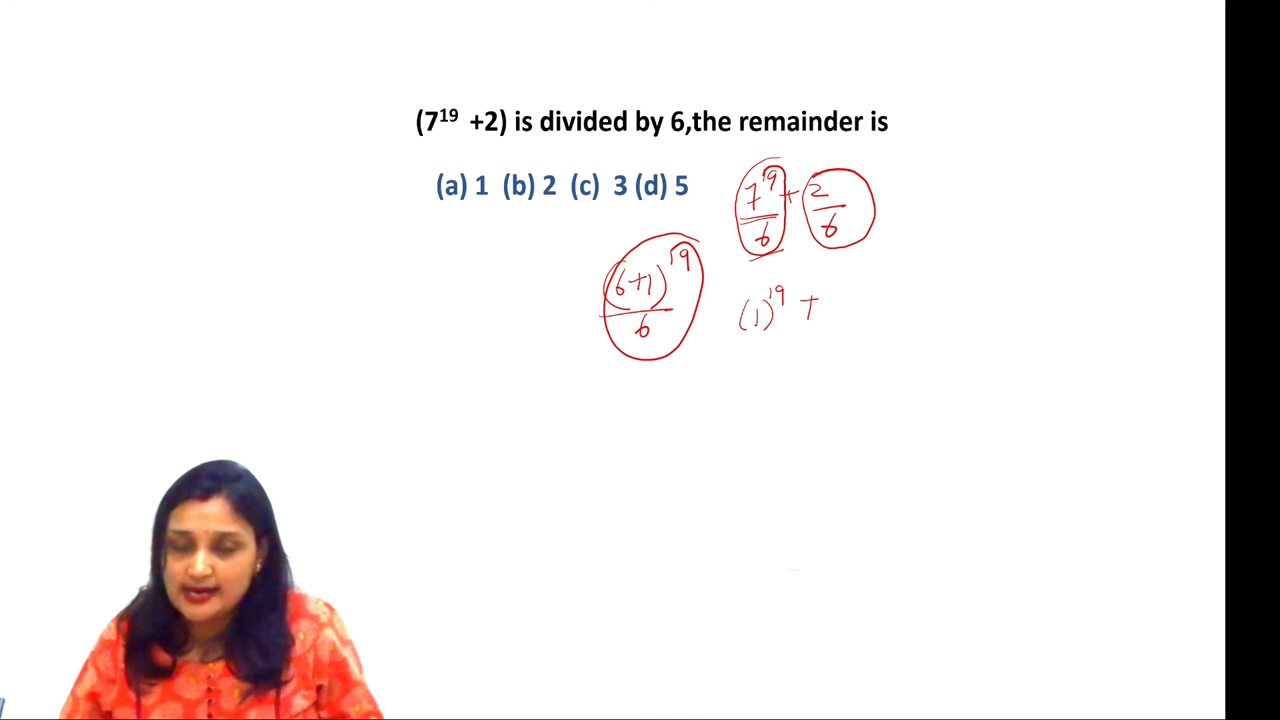 (7¹⁹ +2) is divided by 6,the remainder is
(a) 1 (b) 2 (c) 3 (d) 5
7¹⁹/6 + 2/6
(6+1)¹⁹/6
(1)¹⁹ +